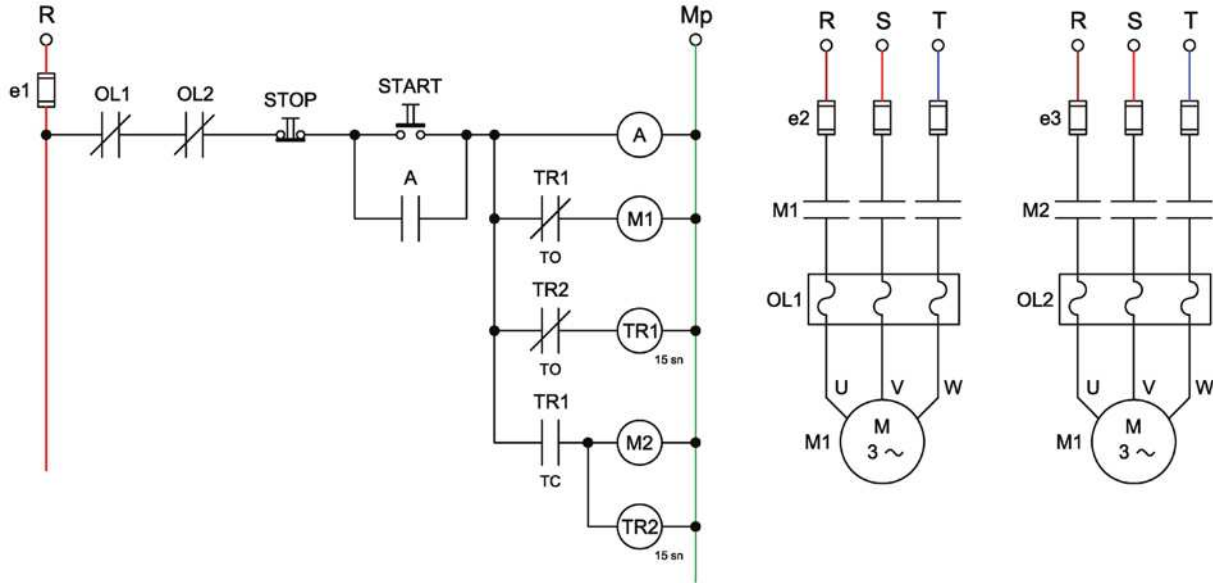 R
Mp
e1
OL1
OL2
STOP
START
A
A
TR1
TO
M1
TR2
TO
TR1
15 sn
TR1
TC
M2
TR2
15 sn
R S T
e2
M1
OL1
U V W
M1
M
3 ~
R S T
e3
M2
OL2
U V W
M1
M
3 ~